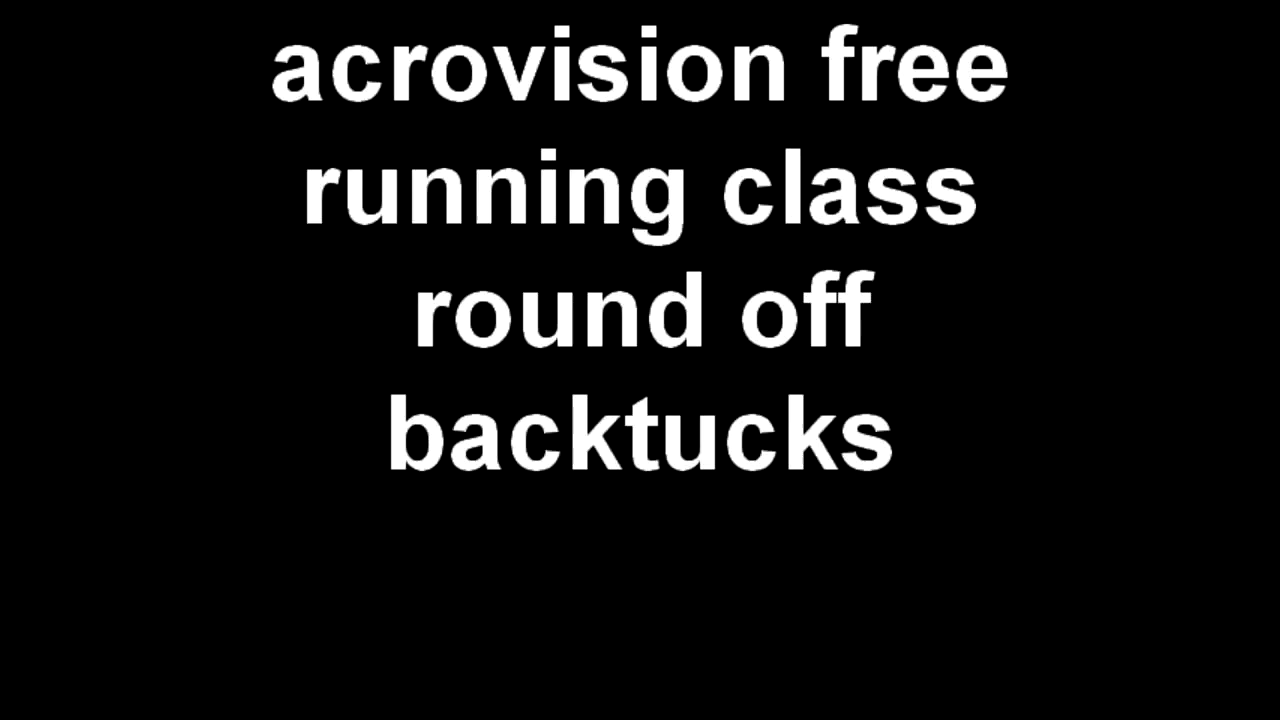 acrovision free
running class
round off
backtucks